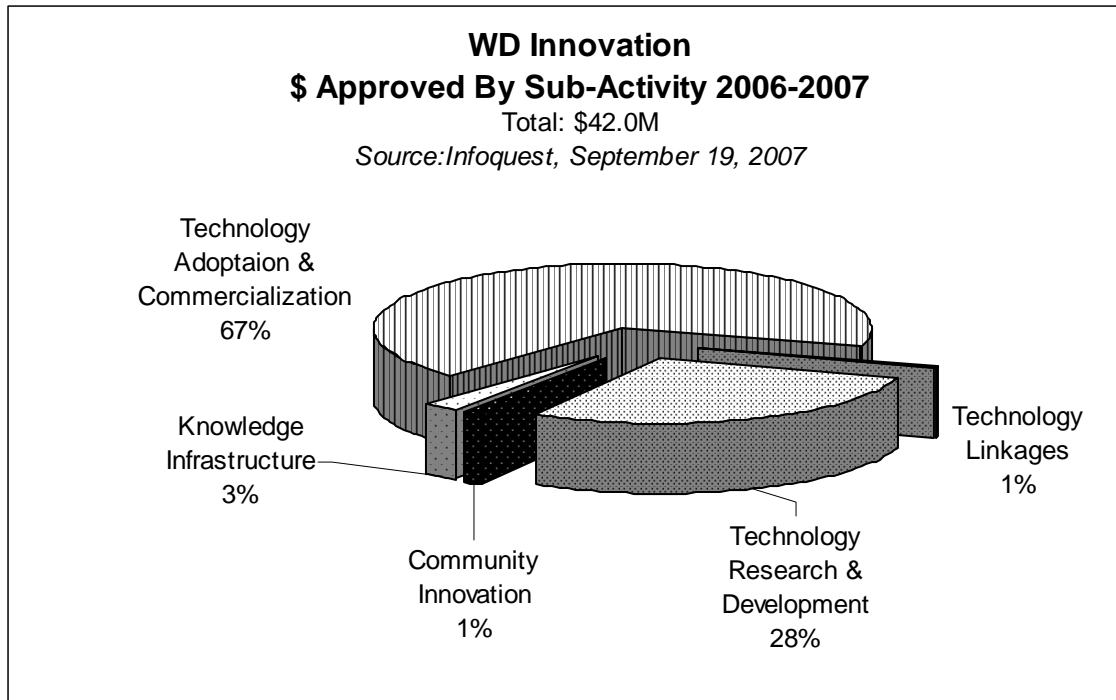 WD Innovation
$ Approved By Sub-Activity 2006-2007
Total: $42.0M
Source:Infoquest, September 19, 2007
Technology
Adoptaion &
Commercialization
67%
Knowledge
Infrastructure
3%
Community
Innovation
1%
Technology
Research &
Development
28%
Technology
Linkages
1%